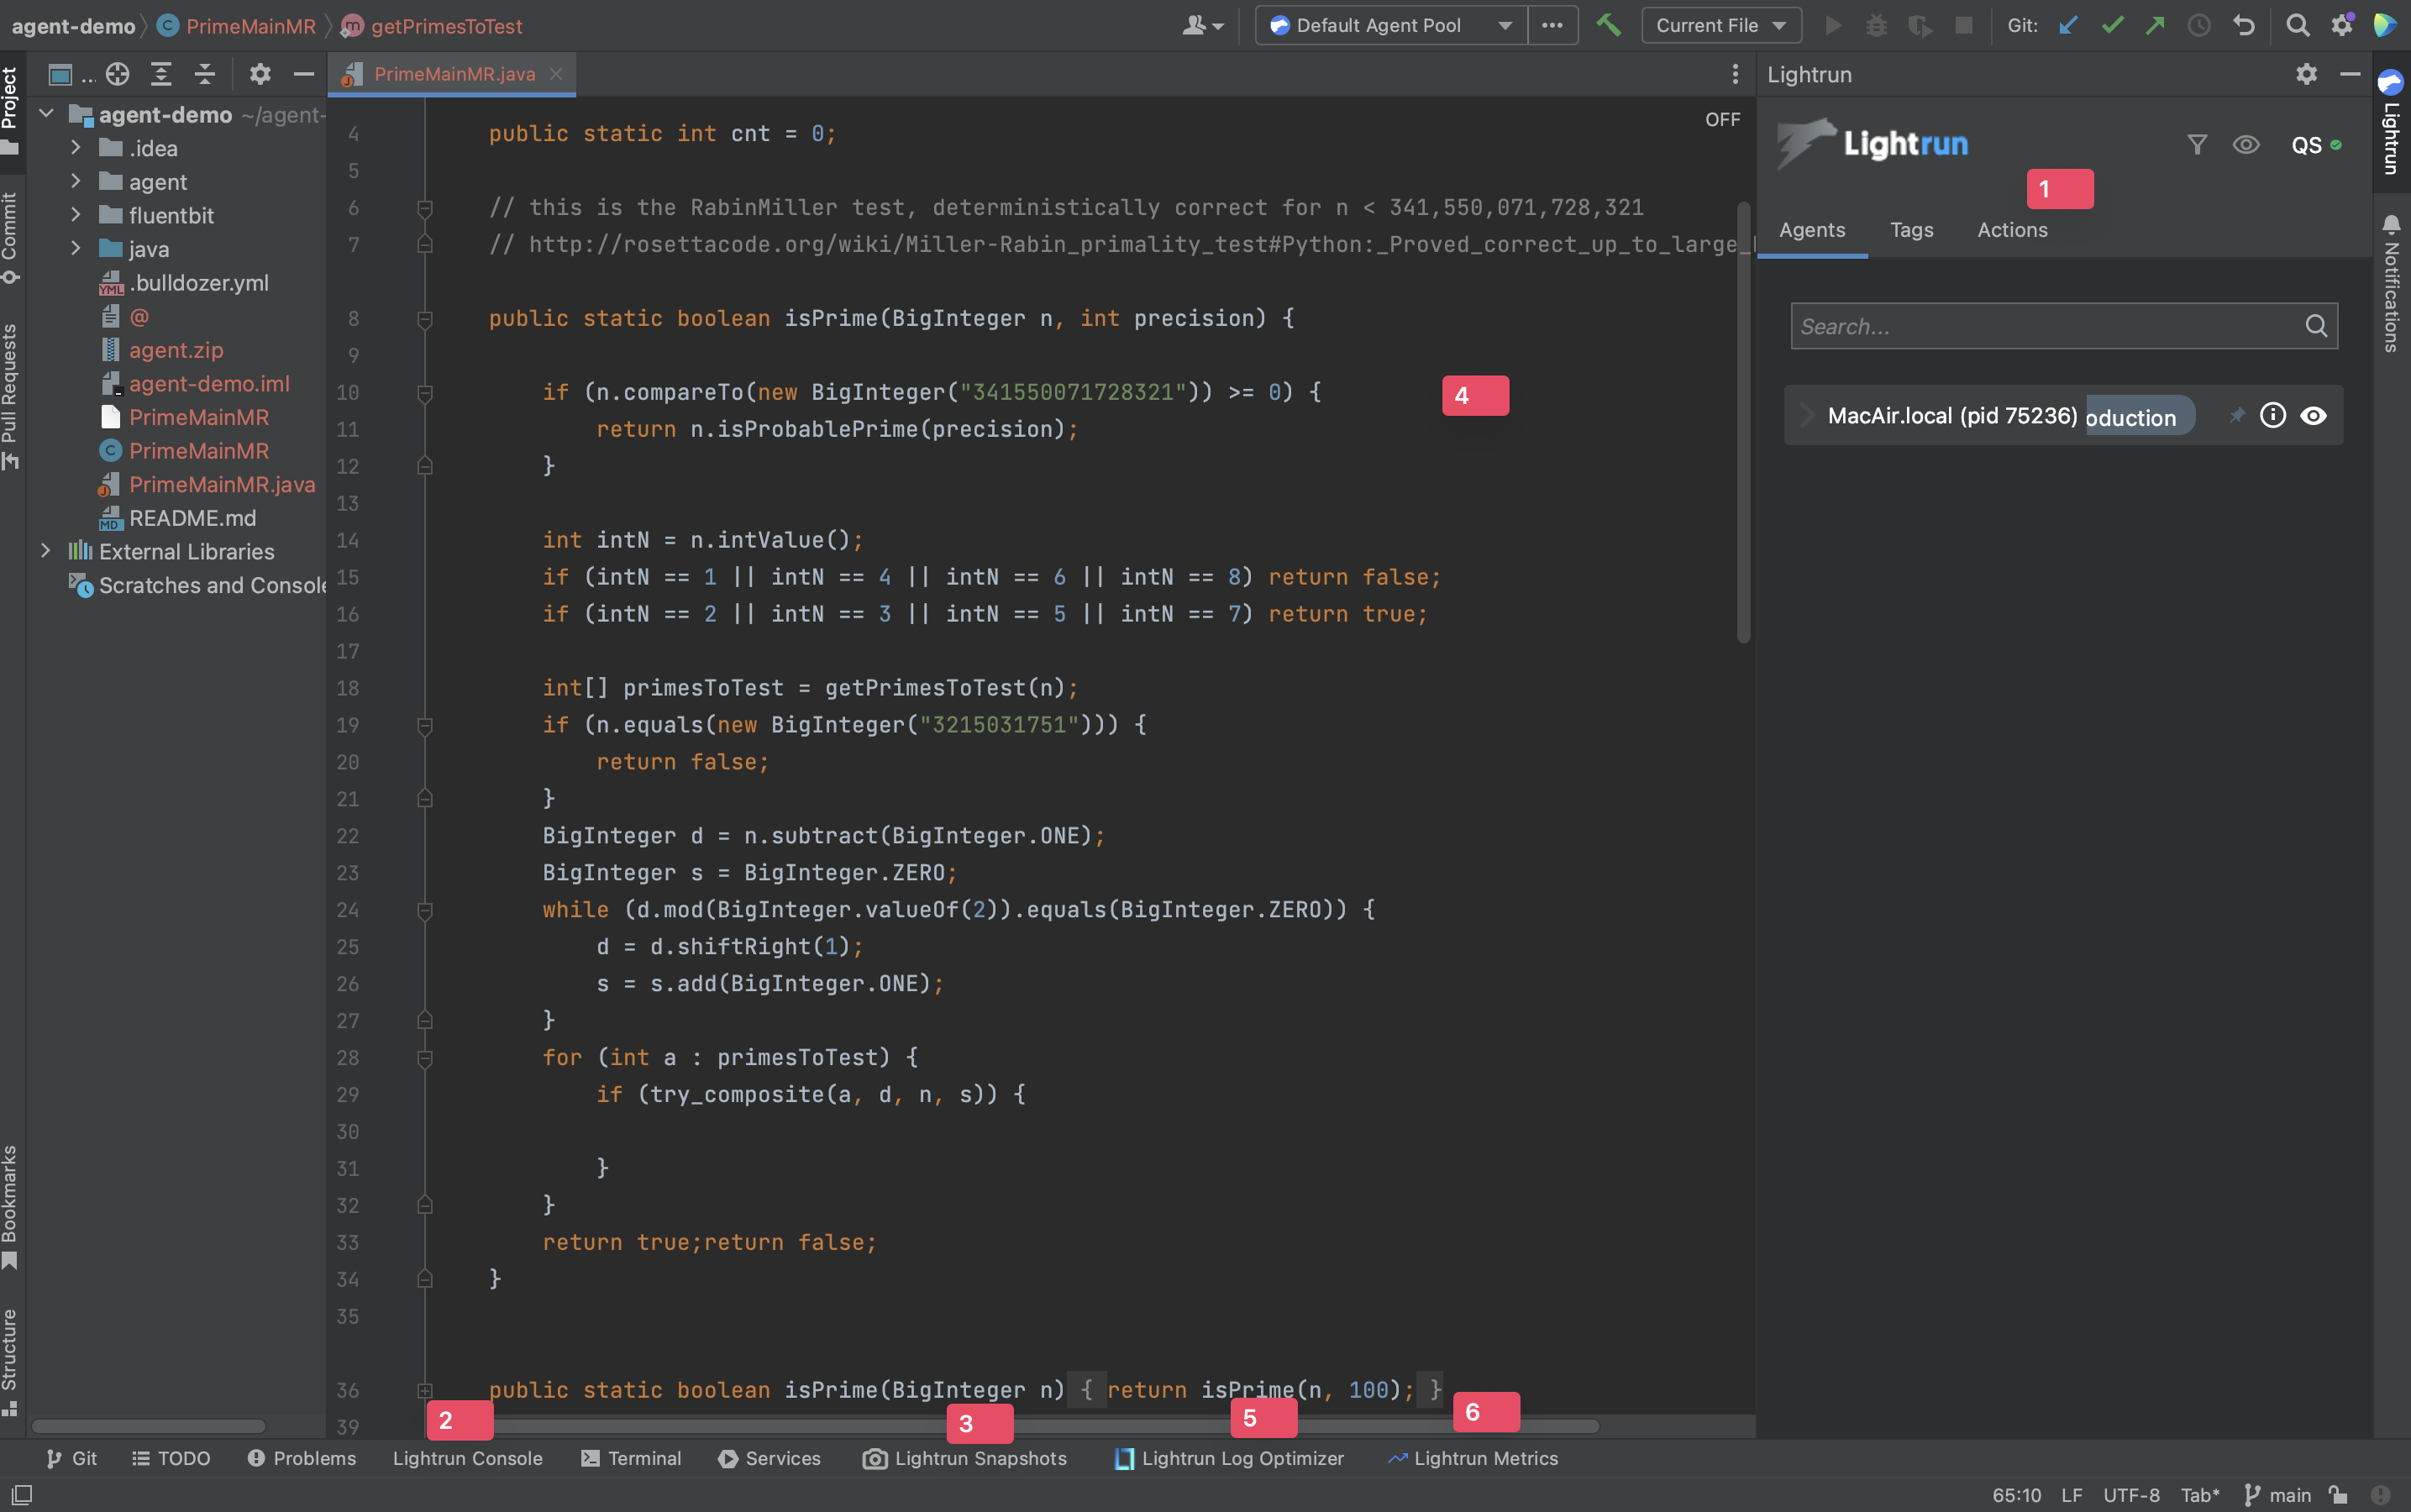 agent-demo PrimeMainMR getPrimesToTest
Default Agent Pool
Current File
Git:
Project
Commit
Pull Requests
Bookmarks
Structure
...
agent-demo ~/agent-
.idea
agent
fluentbit
java
.bulldozer.yml
@
agent.zip
agent-demo.iml
PrimeMainMR
PrimeMainMR
PrimeMainMR.java
README.md
External Libraries
Scratches and Console
PrimeMainMR.java
OFF
4 public static int cnt = 0;
5
6 // this is the RabinMiller test, deterministically correct for n < 341,550,071,728,321
7 // http://rosettacode.org/wiki/Miller-Rabin_primality_test#Python:_Proved_correct_up_to_large_
8 public static boolean isPrime(BigInteger n, int precision) {
9
10 if (n.compareTo(new BigInteger("341550071728321")) >= 0) {
11 return n.isProbablePrime(precision);
12 }
13
14 int intN = n.intValue();
15 if (intN == 1 || intN == 4 || intN == 6 || intN == 8) return false;
16 if (intN == 2 || intN == 3 || intN == 5 || intN == 7) return true;
17
18 int[] primesToTest = getPrimesToTest(n);
19 if (n.equals(new BigInteger("3215031751"))) {
20 return false;
21 }
22 BigInteger d = n.subtract(BigInteger.ONE);
23 BigInteger s = BigInteger.ZERO;
24 while (d.mod(BigInteger.valueOf(2)).equals(BigInteger.ZERO)) {
25 d = d.shiftRight(1);
26 s = s.add(BigInteger.ONE);
27 }
28 for (int a : primesToTest) {
29 if (try_composite(a, d, n, s)) {
30
31 }
32 }
33 return true;return false;
34 }
35
36 public static boolean isPrime(BigInteger n) { return isPrime(n, 100); }
39
4
Lightrun
Lightrun
QS
1
Agents Tags Actions
Search...
MacAir.local (pid 75236) oduction
Lightrun
Notifications
2
3
5
6
Git
TODO
Problems
Lightrun Console
Terminal
Services
Lightrun Snapshots
Lightrun Log Optimizer
Lightrun Metrics
65:10 LF UTF-8 Tab* main